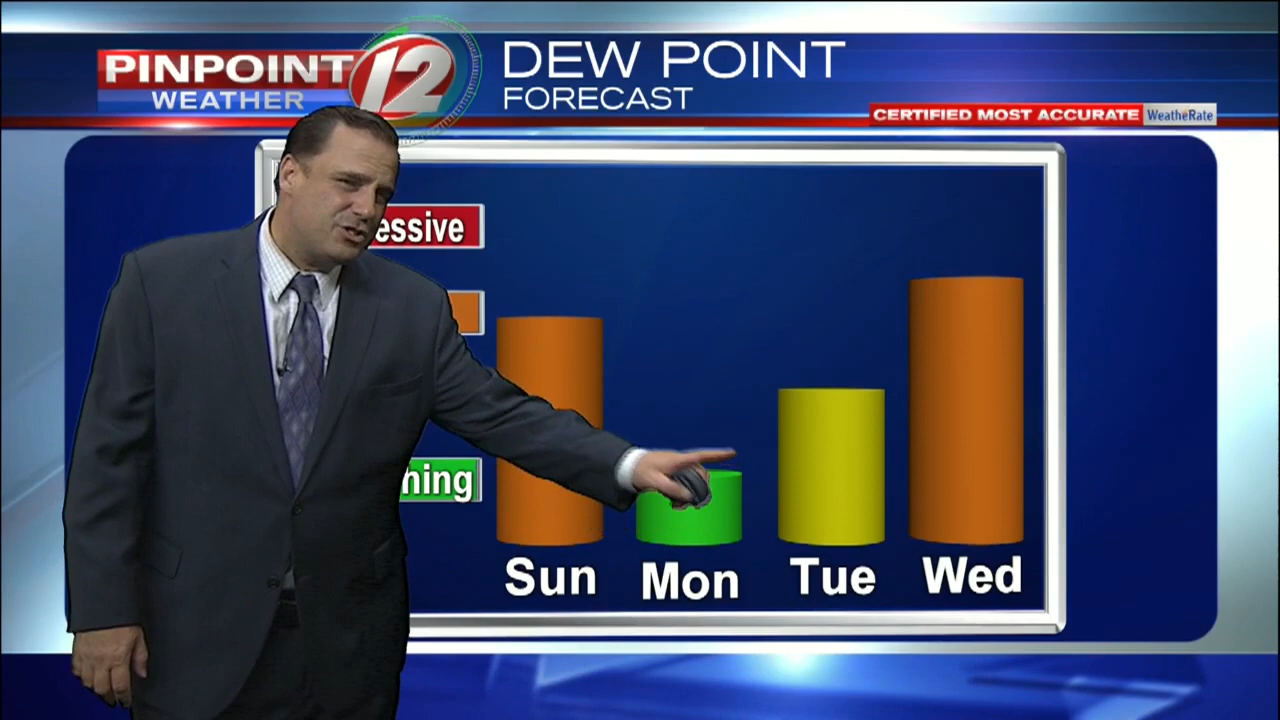 PINPOINT
WEATHER
12
DEW POINT
FORECAST
CERTIFIED MOST ACCURATE WeatheRate
essive
hing
Sun Mon Tue Wed